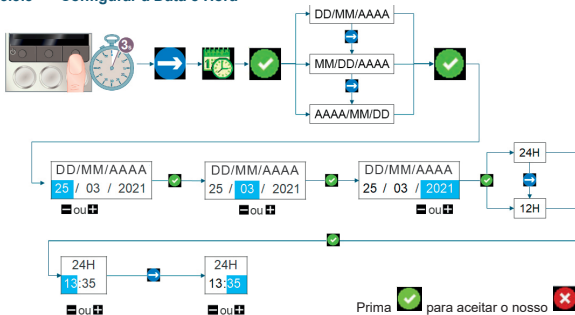 Configurar a Data e Hora
DD/MM/AAAA
3s
MM/DD/AAAA
AAAA/MM/DD
DD/MM/AAAA
25 / 03 / 2021
ou
DD/MM/AAAA
25 / 03 / 2021
ou
DD/MM/AAAA
25 / 03 / 2021
ou
24H
12H
24H
13:35
ou
24H
13:35
ou
Prima para aceitar o nosso